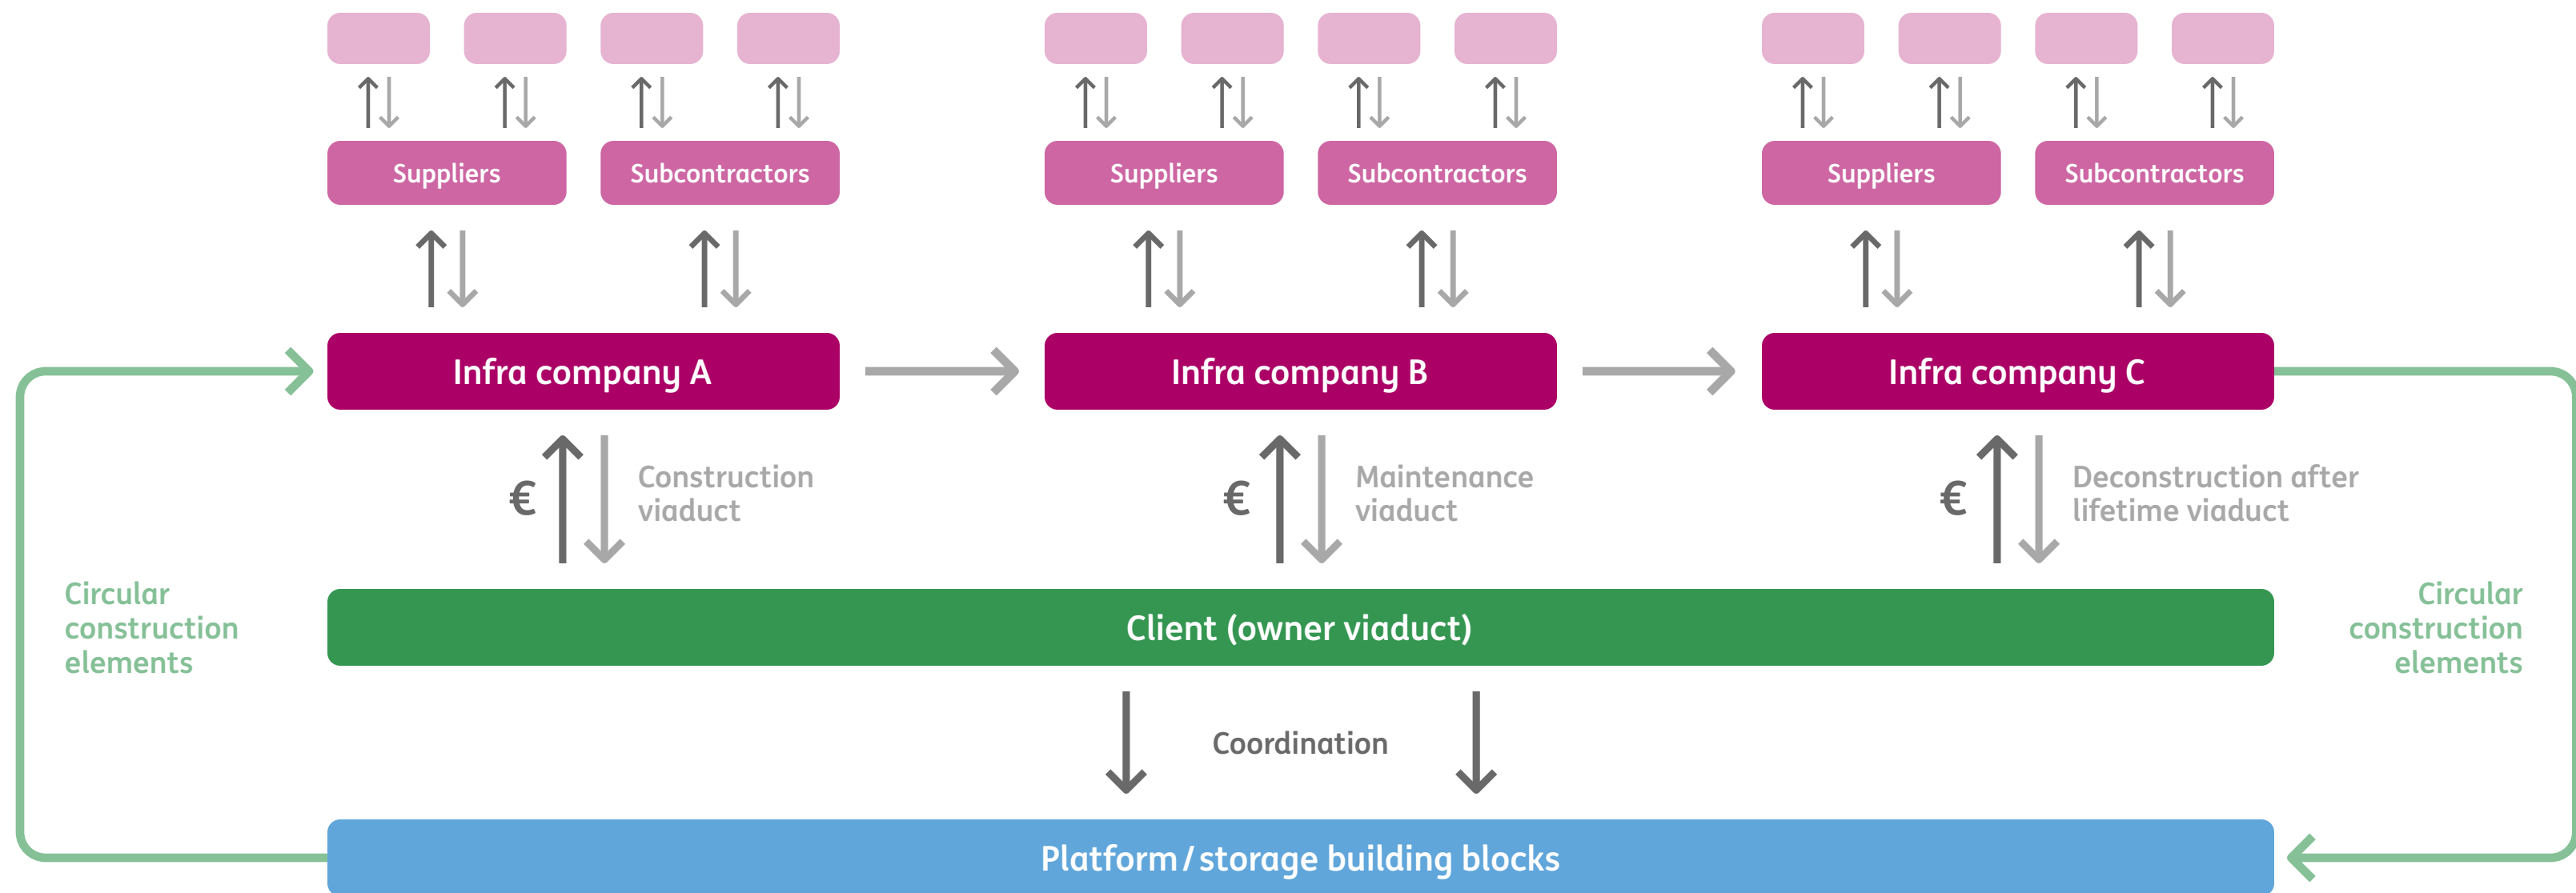 Suppliers
Subcontractors
Suppliers
Subcontractors
Suppliers
Subcontractors
Infra company A
Infra company B
Infra company C
€
Construction
viaduct
€
Maintenance
viaduct
€
Deconstruction after
lifetime viaduct
Circular
construction
elements
Client (owner viaduct)
Circular
construction
elements
Coordination
Platform/storage building blocks